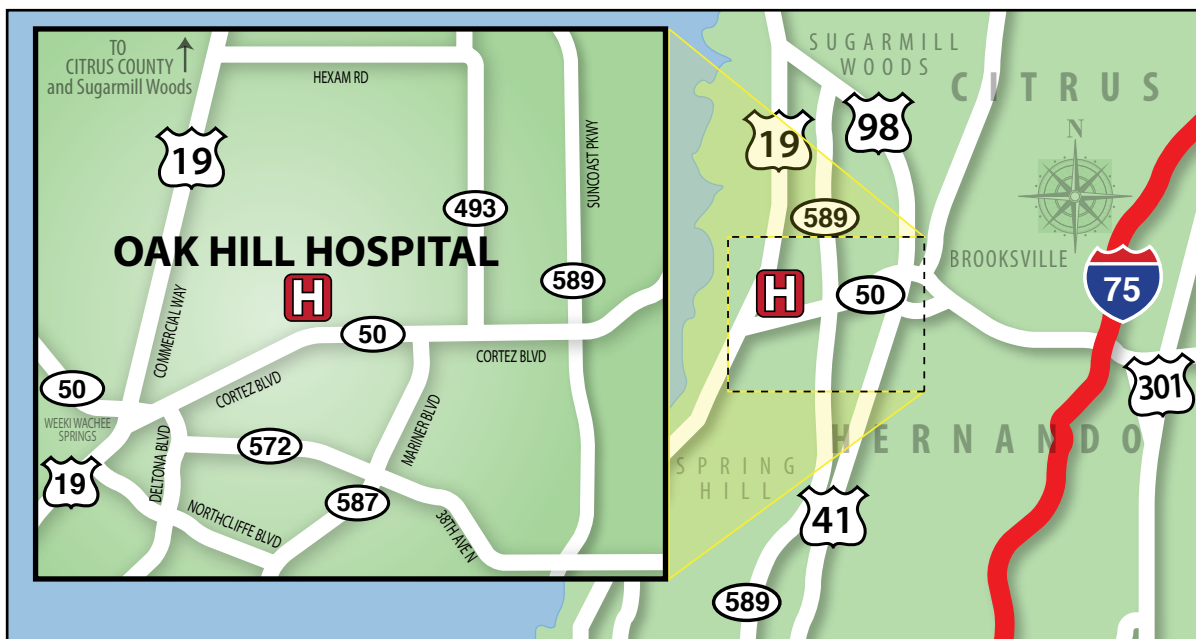 TO
CITRUS COUNTY
and Sugarmill Woods
HEXAM RD
19
493
SUNCOAST PKWY
OAK HILL HOSPITAL
H
589
COMMERCIAL WAY
50
CORTEZ BLVD
CORTEZ BLVD
50
WEEKI WACHEE
SPRINGS
MARINER BLVD
DELTONA BLVD
572
19
587
NORTHCLIFFE BLVD
38TH AVE N
SUGARMILL
WOODS
CITRUS
19
98
N
589
BROOKSVILLE
H
50
75
301
HERNANDO
SPRING
HILL
41
589